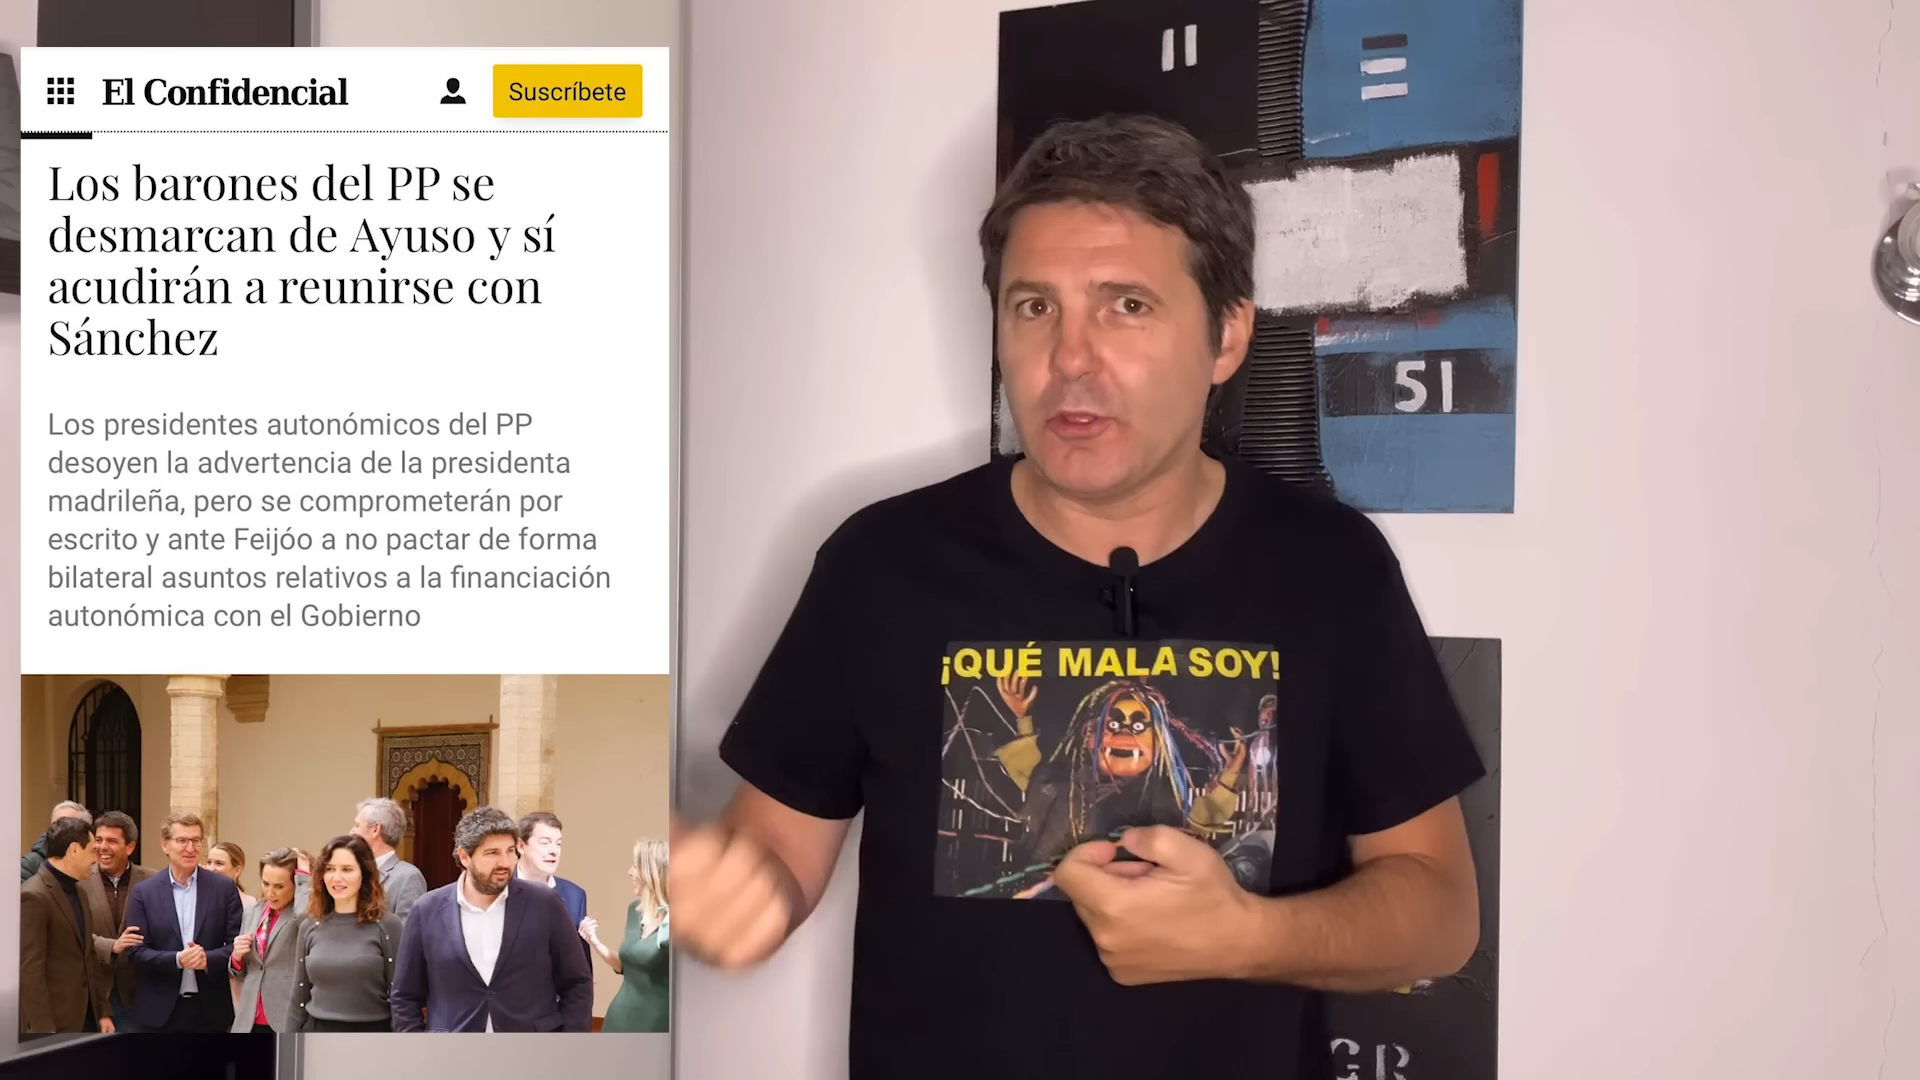 El Confidencial
Suscríbete
Los barones del PP se
desmarcan de Ayuso y sí
acudirán a reunirse con
Sánchez
Los presidentes autonómicos del PP
desoyen la advertencia de la presidenta
madrileña, pero se comprometerán por
escrito y ante Feijóo a no pactar de forma
bilateral asuntos relativos a la financiación
autonómica con el Gobierno
51
¡QUÉ MALA SOY!
GR